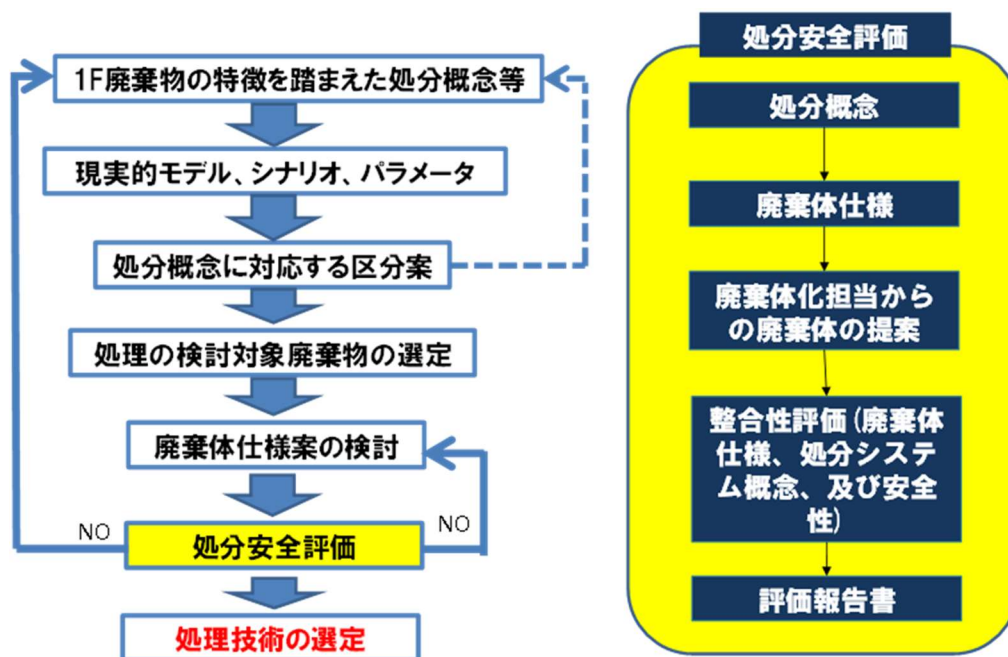 1F廃棄物の特徴を踏まえた処分概念等
現実的モデル、シナリオ、パラメータ
処分概念に対応する区分案
処理の検討対象廃棄物の選定
廃棄体仕様案の検討
NO
NO
処分安全評価
処理技術の選定
処分安全評価
処分概念
廃棄体仕様
廃棄体化担当から
の廃棄体の提案
整合性評価(廃棄体
仕様、処分システ
ム概念、及び安全
性)
評価報告書